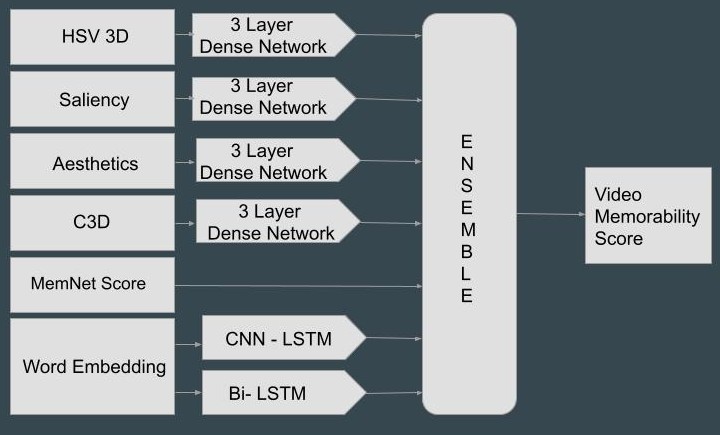 HSV 3D
3 Layer
Dense Network
Saliency
3 Layer
Dense Network
Aesthetics
3 Layer
Dense Network
C3D
3 Layer
Dense Network
MemNet Score
Word Embedding
CNN - LSTM
Bi- LSTM
E
N
S
E
M
B
L
E
Video
Memorability
Score